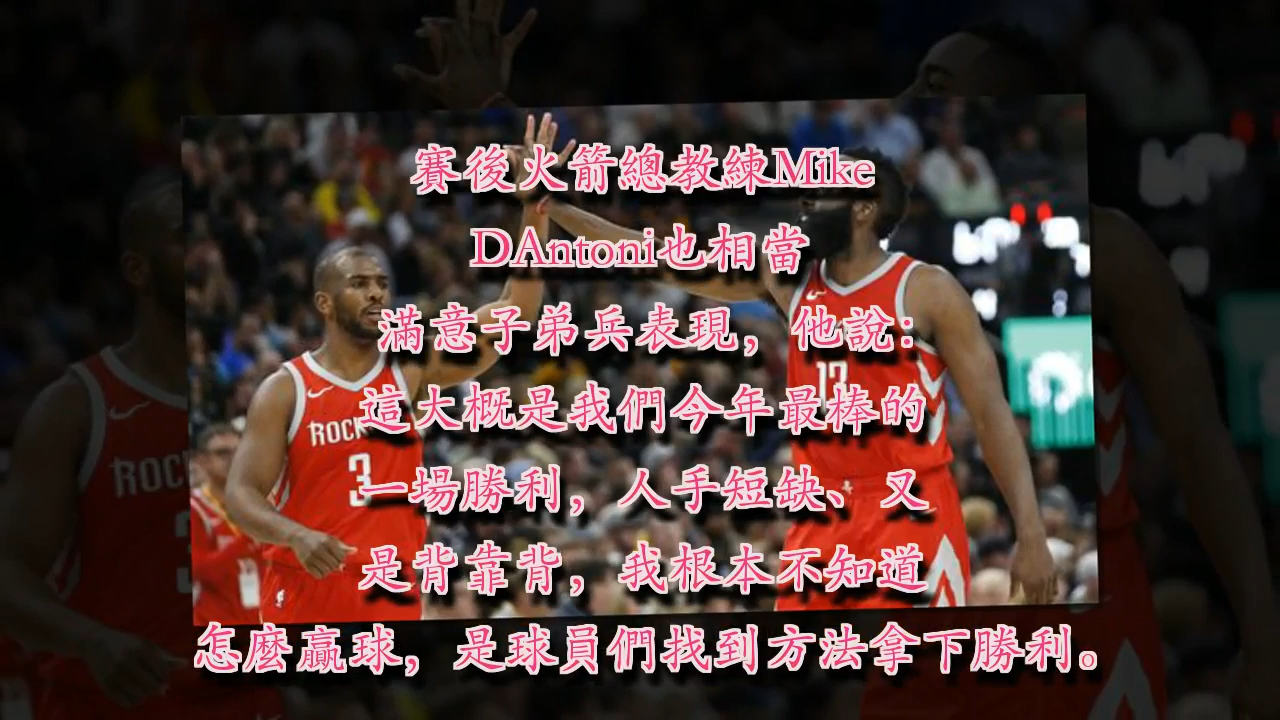 賽後火箭總教練Mike
DAntoni也相當
滿意子弟兵表現，他說：
這大概是我們今年最棒的
一場勝利，人手短缺、又
是背靠背，我根本不知道
怎麼贏球，是球員們找到方法拿下勝利。
ROCK
3
13